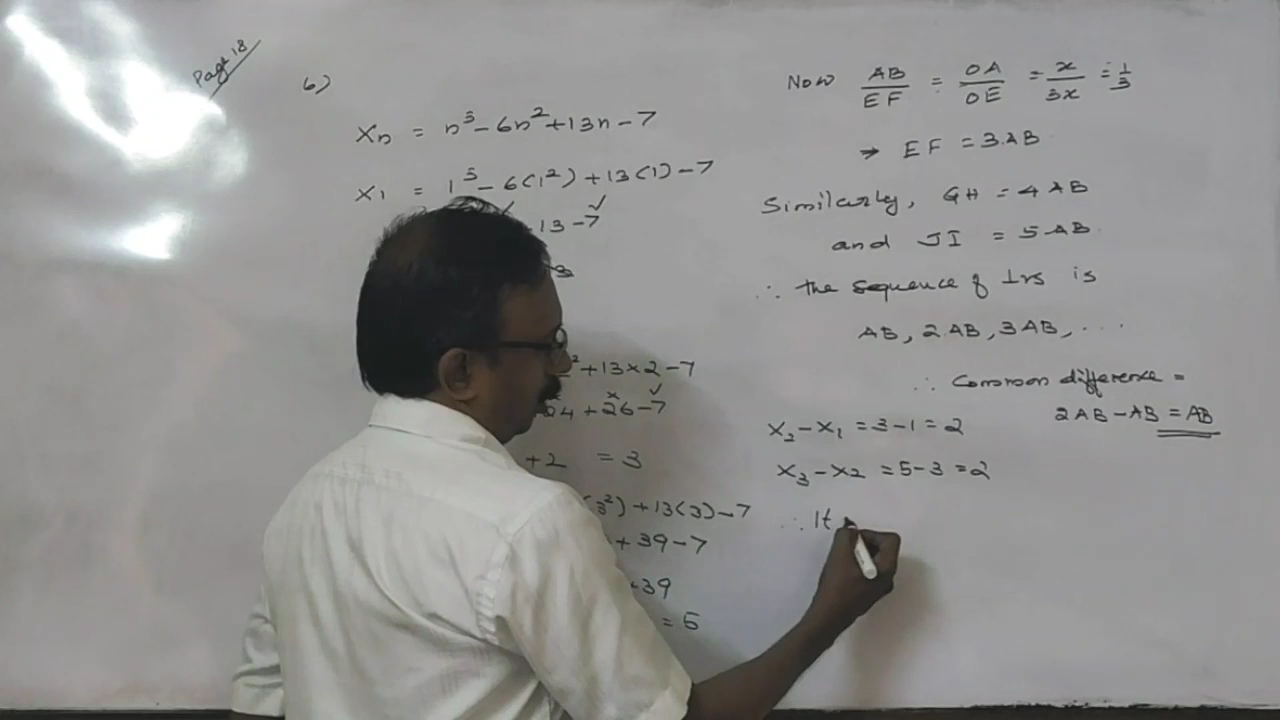 Page 18
6)
Xn = n³ - 6n² + 13n - 7
X1 = 1³ - 6(1²) + 13(1) - 7
13 - 7
² + 13 × 2 - 7
24 + 26 - 7
+ 2 = 3
(3²) + 13(3) - 7
+ 39 - 7
39
= 5
Now AB/EF = OA/OE = x/3x = 1/3
→ EF = 3AB
Similarly, GH = 4AB
and JI = 5AB
∴ the sequence of ⊥rs is
AB, 2AB, 3AB, ...
∴ Common difference =
2AB - AB = AB
X2 - X1 = 3 - 1 = 2
X3 - X2 = 5 - 3 = 2
∴ It